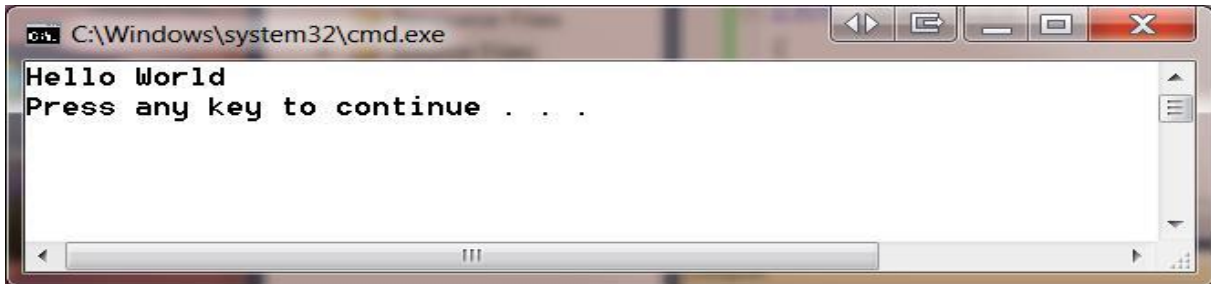 C:\Windows\system32\cmd.exe
Hello World
Press any key to continue . . .